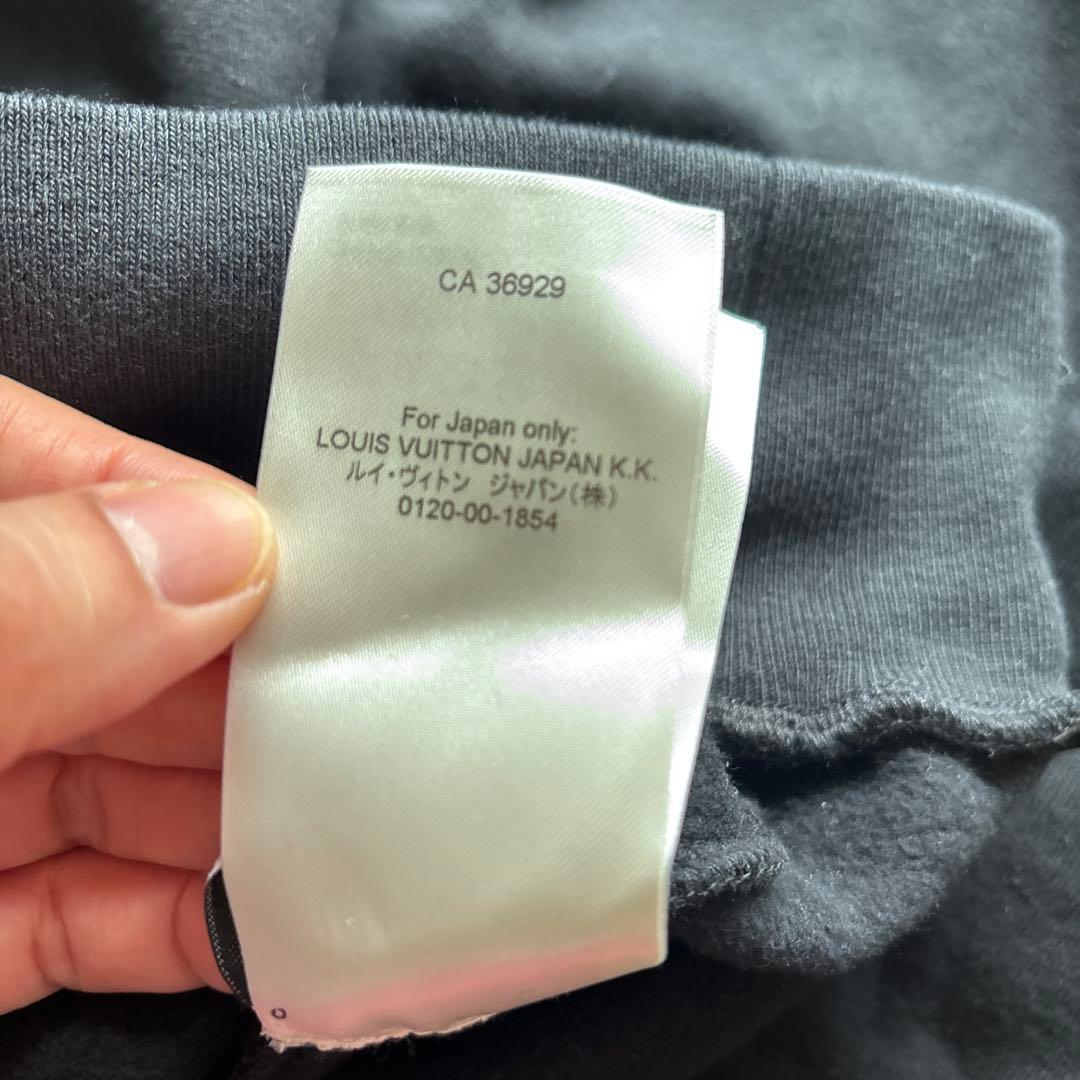 CA 36929
For Japan only:
LOUIS VUITTON JAPAN K.K.
ルイ・ヴィトン ジャパン(株)
0120-00-1854